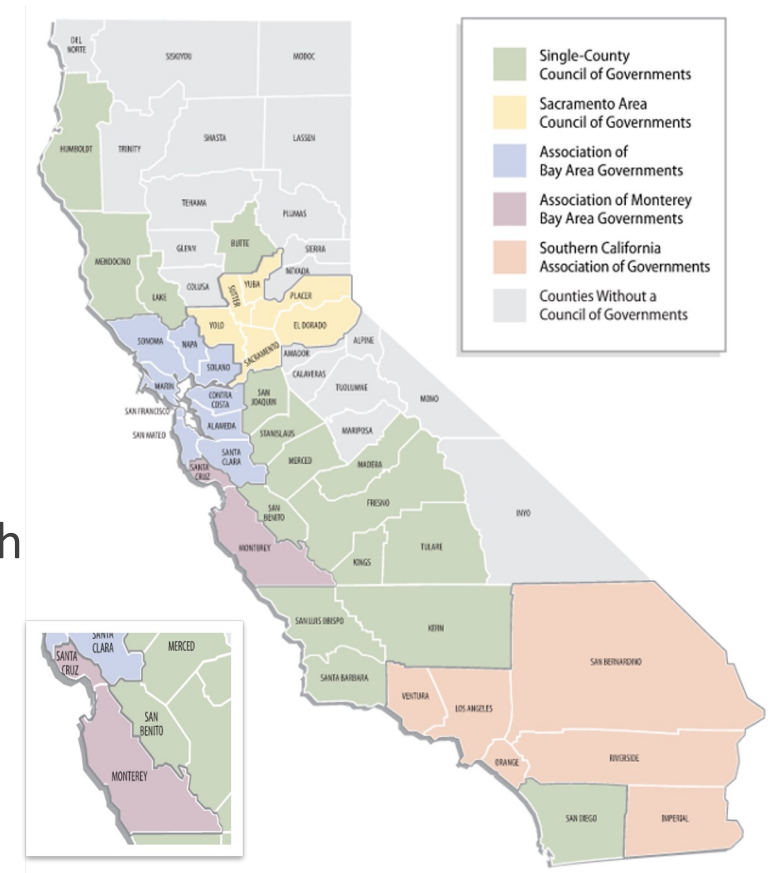 DEL
NORTE
SISKIYOU
MODOC
HUMBOLDT
TRINITY
SHASTA
LASSEN
TEHAMA
PLUMAS
MENDOCINO
GLENN
BUTTE
SIERRA
LAKE
COLUSA
SUTTER
YUBA
NEVADA
PLACER
YOLO
EL DORADO
SONOMA
NAPA
SACRAMENTO
AMADOR
ALPINE
SOLANO
CALAVERAS
TUOLUMNE
MONO
MARIN
CONTRA
COSTA
SAN
JOAQUIN
SAN FRANCISCO
ALAMEDA
STANISLAUS
MARIPOSA
SAN MATEO
SANTA
CLARA
MERCED
MADERA
SANTA
CRUZ
SAN
BENITO
FRESNO
INYO
MONTEREY
KINGS
TULARE
SAN LUIS OBISPO
KERN
SANTA BARBARA
VENTURA
LOS ANGELES
SAN BERNARDINO
ORANGE
RIVERSIDE
SAN DIEGO
IMPERIAL
Single-County
Council of Governments
Sacramento Area
Council of Governments
Association of
Bay Area Governments
Association of Monterey
Bay Area Governments
Southern California
Association of Governments
Counties Without a
Council of Governments
h
SANTA
CLARA
MERCED
SANTA
CRUZ
SAN
BENITO
MONTEREY